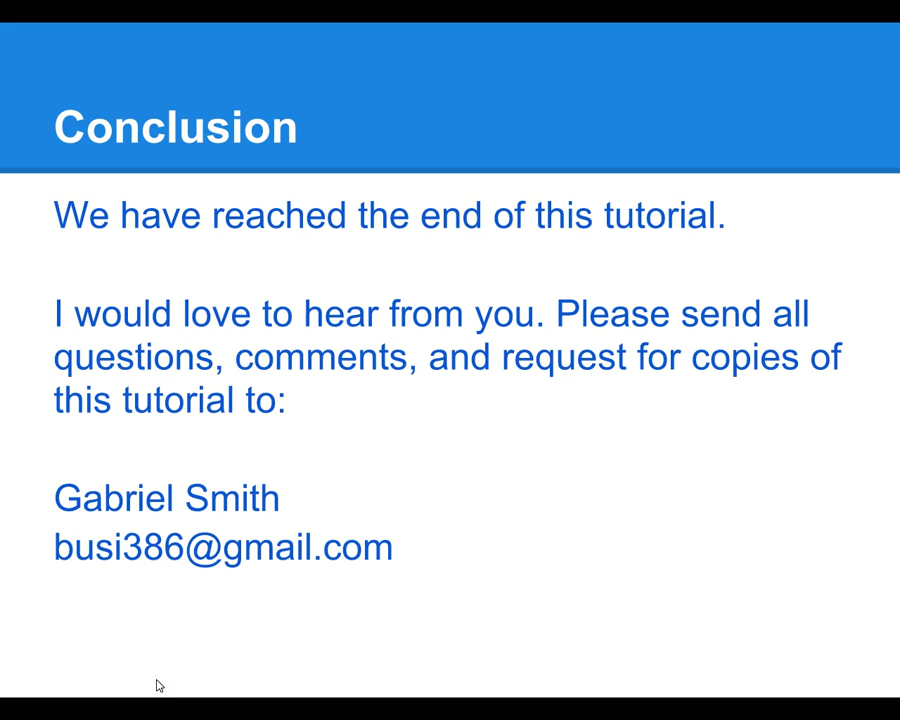 Conclusion
We have reached the end of this tutorial.
I would love to hear from you. Please send all
questions, comments, and request for copies of
this tutorial to:
Gabriel Smith
busi386@gmail.com